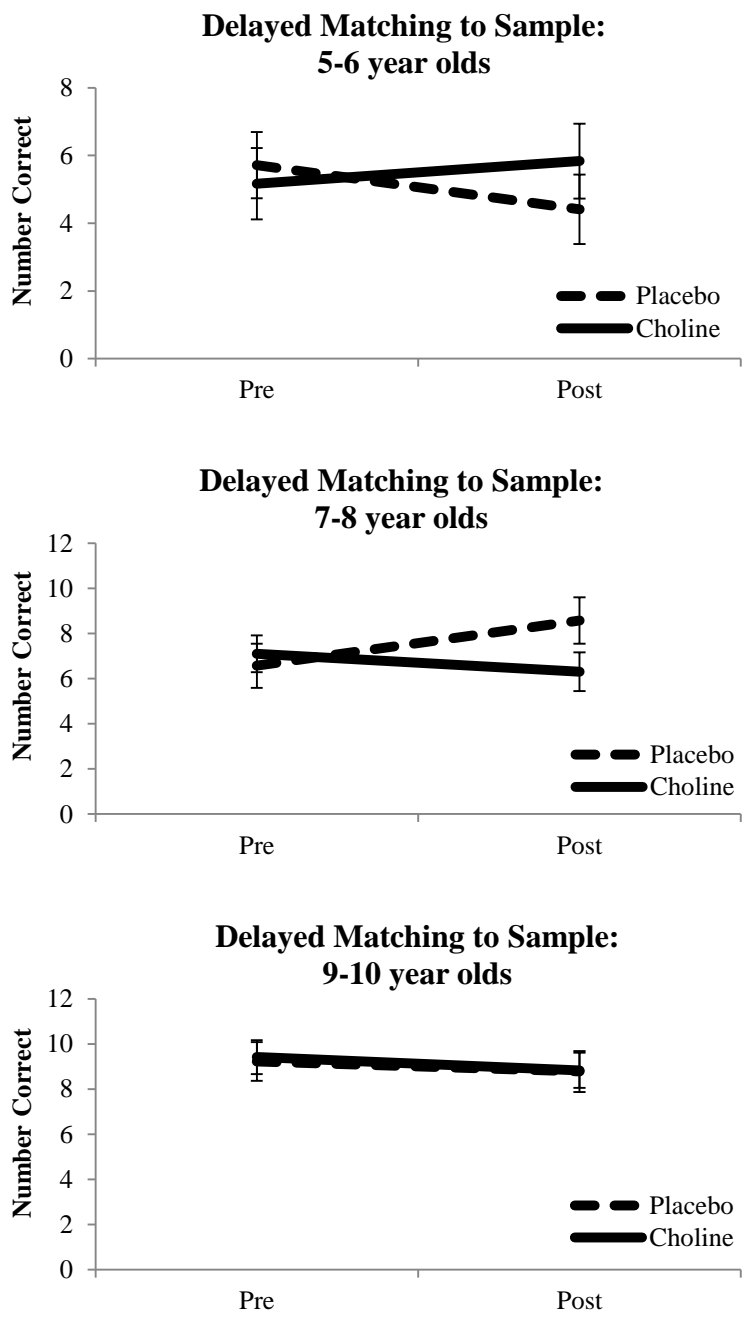 Delayed Matching to Sample:
5-6 year olds
8
6
4
2
0
Number Correct
Placebo
Choline
Pre Post
Delayed Matching to Sample:
7-8 year olds
12
10
8
6
4
2
0
Number Correct
Placebo
Choline
Pre Post
Delayed Matching to Sample:
9-10 year olds
12
10
8
6
4
2
0
Number Correct
Placebo
Choline
Pre Post